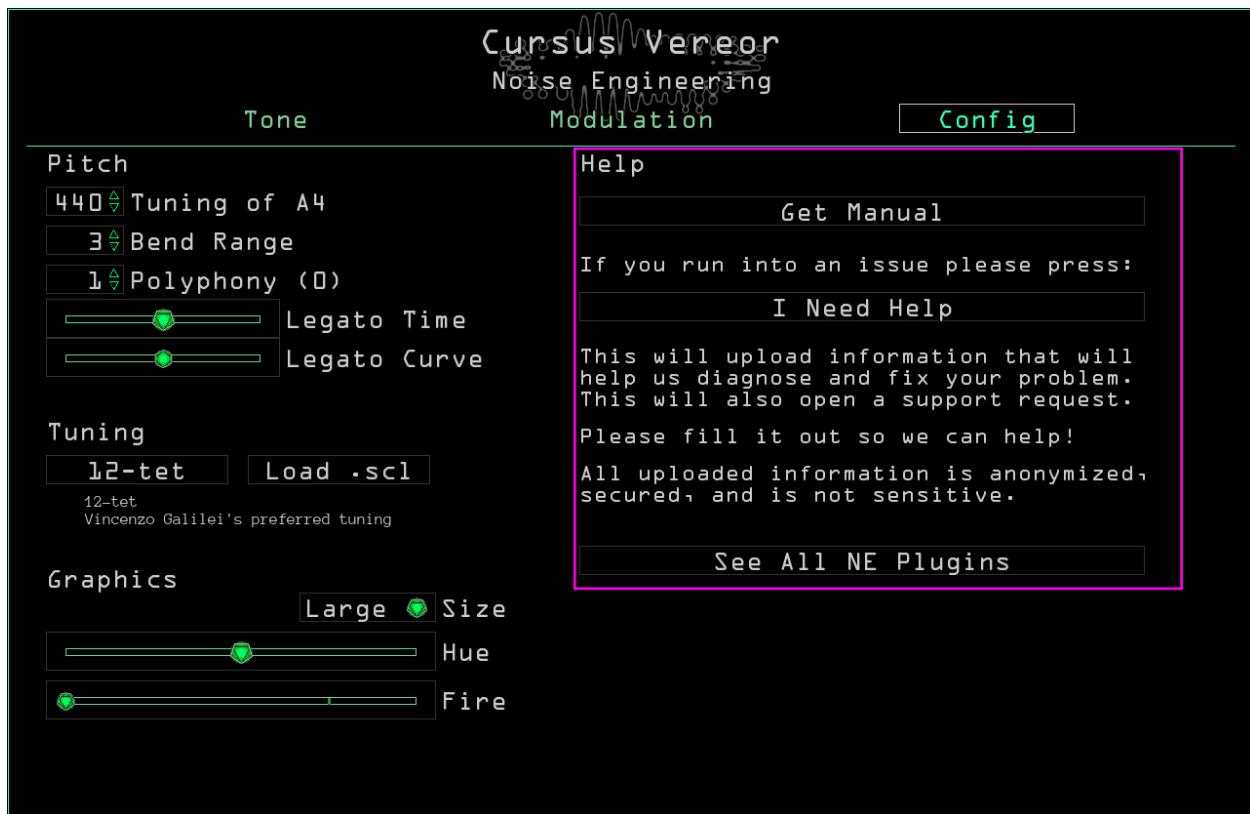 Cursus Vereor
Noise Engineering
Tone
Modulation
Config
Pitch
440 Tuning of A4
3 Bend Range
1 Polyphony (0)
Legato Time
Legato Curve
Tuning
12-tet
Load .scl
12-tet
Vincenzo Galilei's preferred tuning
Graphics
Large Size
Hue
Fire
Help
Get Manual
If you run into an issue please press:
I Need Help
This will upload information that will
help us diagnose and fix your problem.
This will also open a support request.
Please fill it out so we can help!
All uploaded information is anonymized,
secured, and is not sensitive.
See All NE Plugins